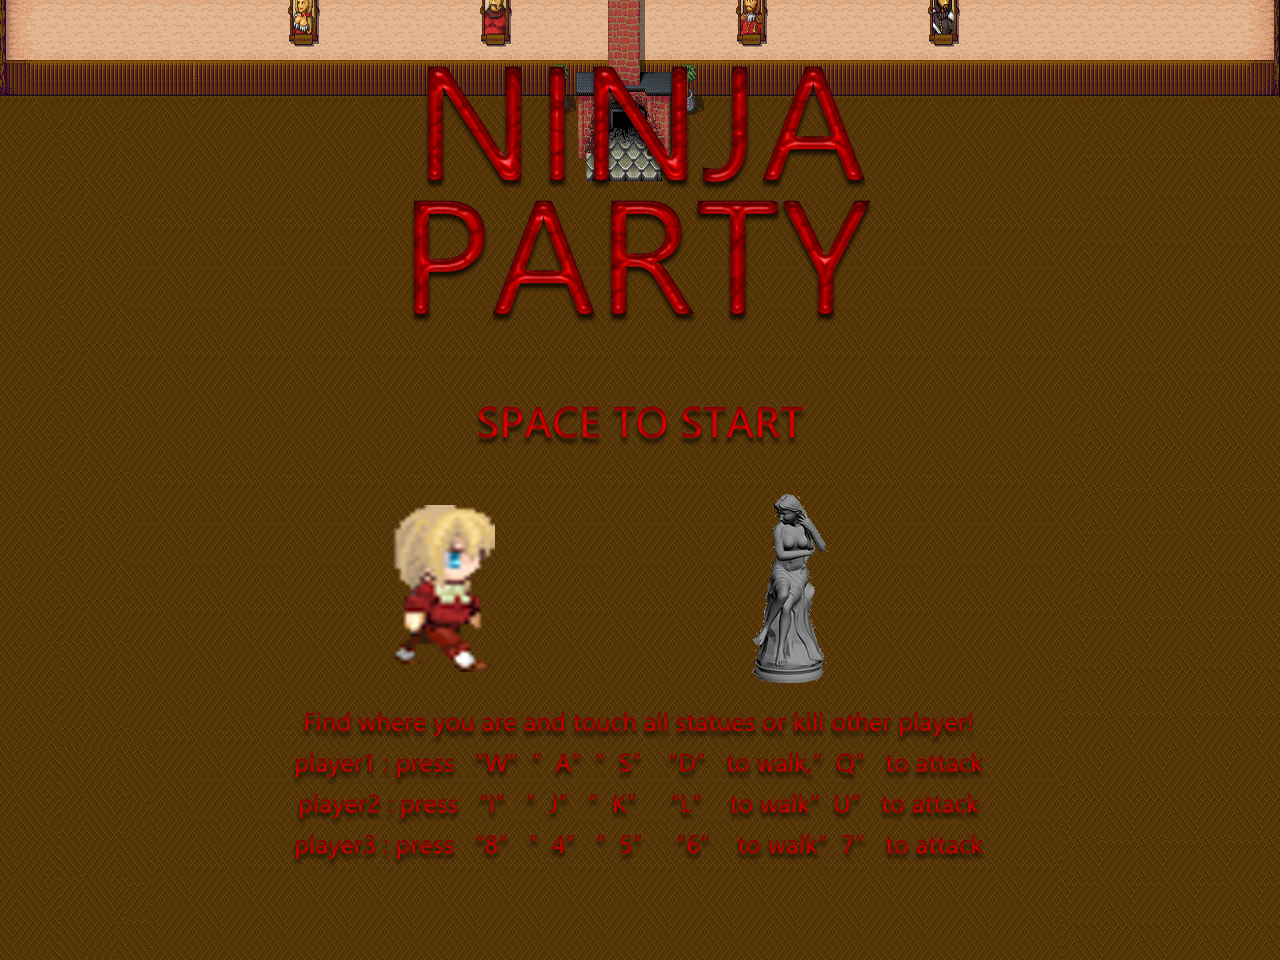 NINJA
PARTY
SPACE TO START
Find where you are and touch all statues or kill other player!
player1 : press “W” “ A” “ S” “D” to walk,” Q” to attack
player2 : press “I” “ J” “ K” “L” to walk” U” to attack
player3 : press “8” “ 4” “ 5” “6” to walk” 7” to attack